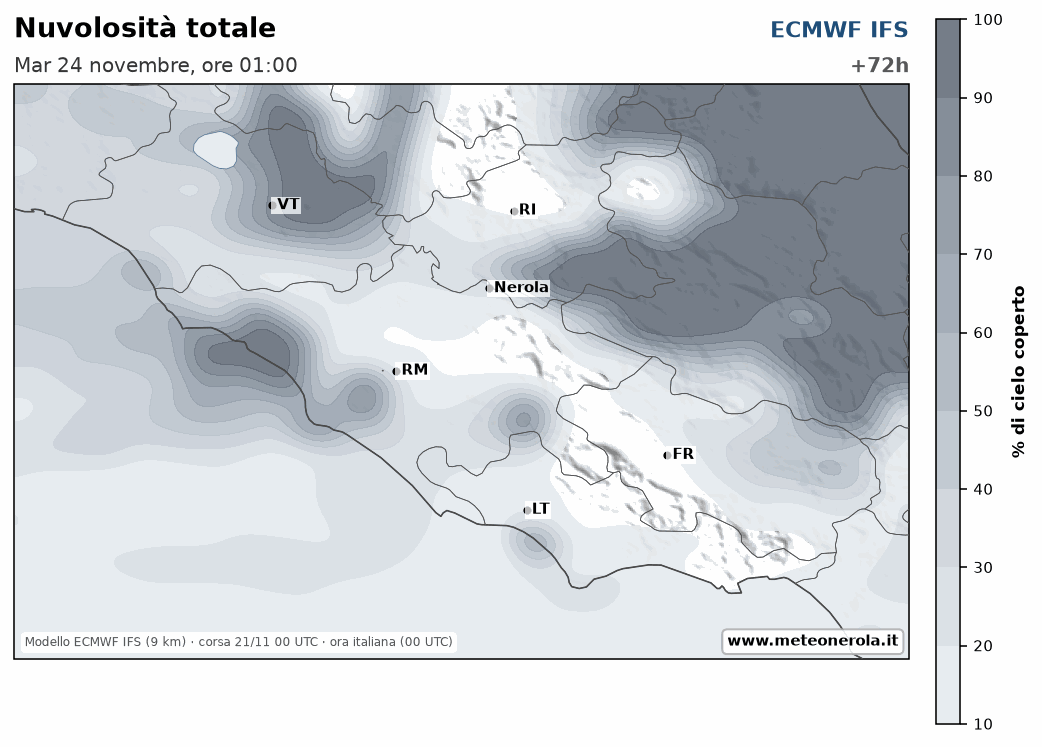 Nuvolosità totale
ECMWF IFS
Mar 24 novembre, ore 01:00
+72h
100
90
80
70
60
50
40
30
20
10
% di cielo coperto
VT
RI
Nerola
RM
FR
LT
Modello ECMWF IFS (9 km) · corsa 21/11 00 UTC · ora italiana (00 UTC)
www.meteonerola.it